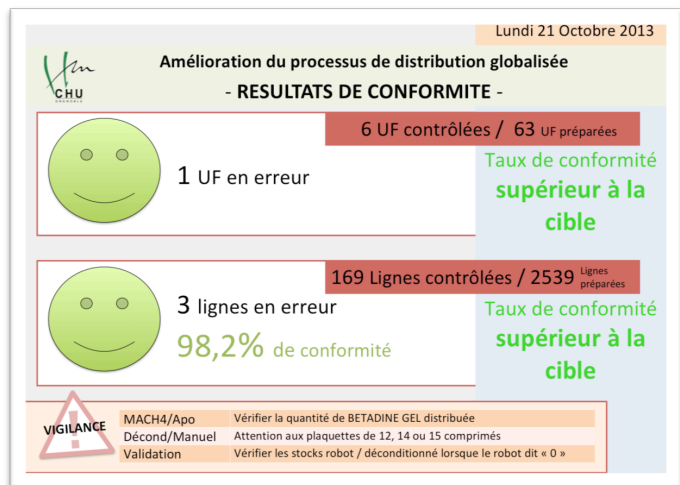 Lundi 21 Octobre 2013
CHU
Amélioration du processus de distribution globalisée
- RESULTATS DE CONFORMITE -
6 UF contrôlées / 63 UF préparées
1 UF en erreur
Taux de conformité
supérieur à la
cible
169 Lignes contrôlées / 2539 Lignes préparées
3 lignes en erreur
98,2% de conformité
Taux de conformité
supérieur à la
cible
VIGILANCE
MACH4/Apo Vérifier la quantité de BETADINE GEL distribuée
Décond/Manuel Attention aux plaquettes de 12, 14 ou 15 comprimés
Validation Vérifier les stocks robot / déconditionné lorsque le robot dit « 0 »